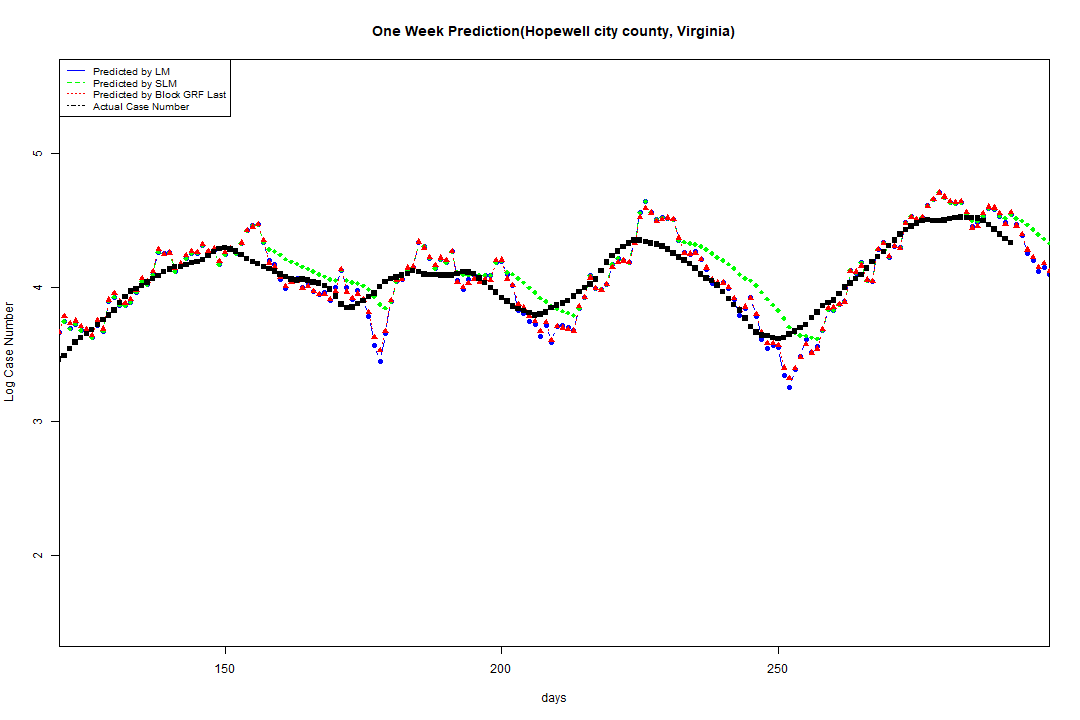 One Week Prediction(Hopewell city county, Virginia)
Predicted by LM
Predicted by SLM
Predicted by Block GRF Last
Actual Case Number
5
4
3
2
Log Case Number
150
200
250
days